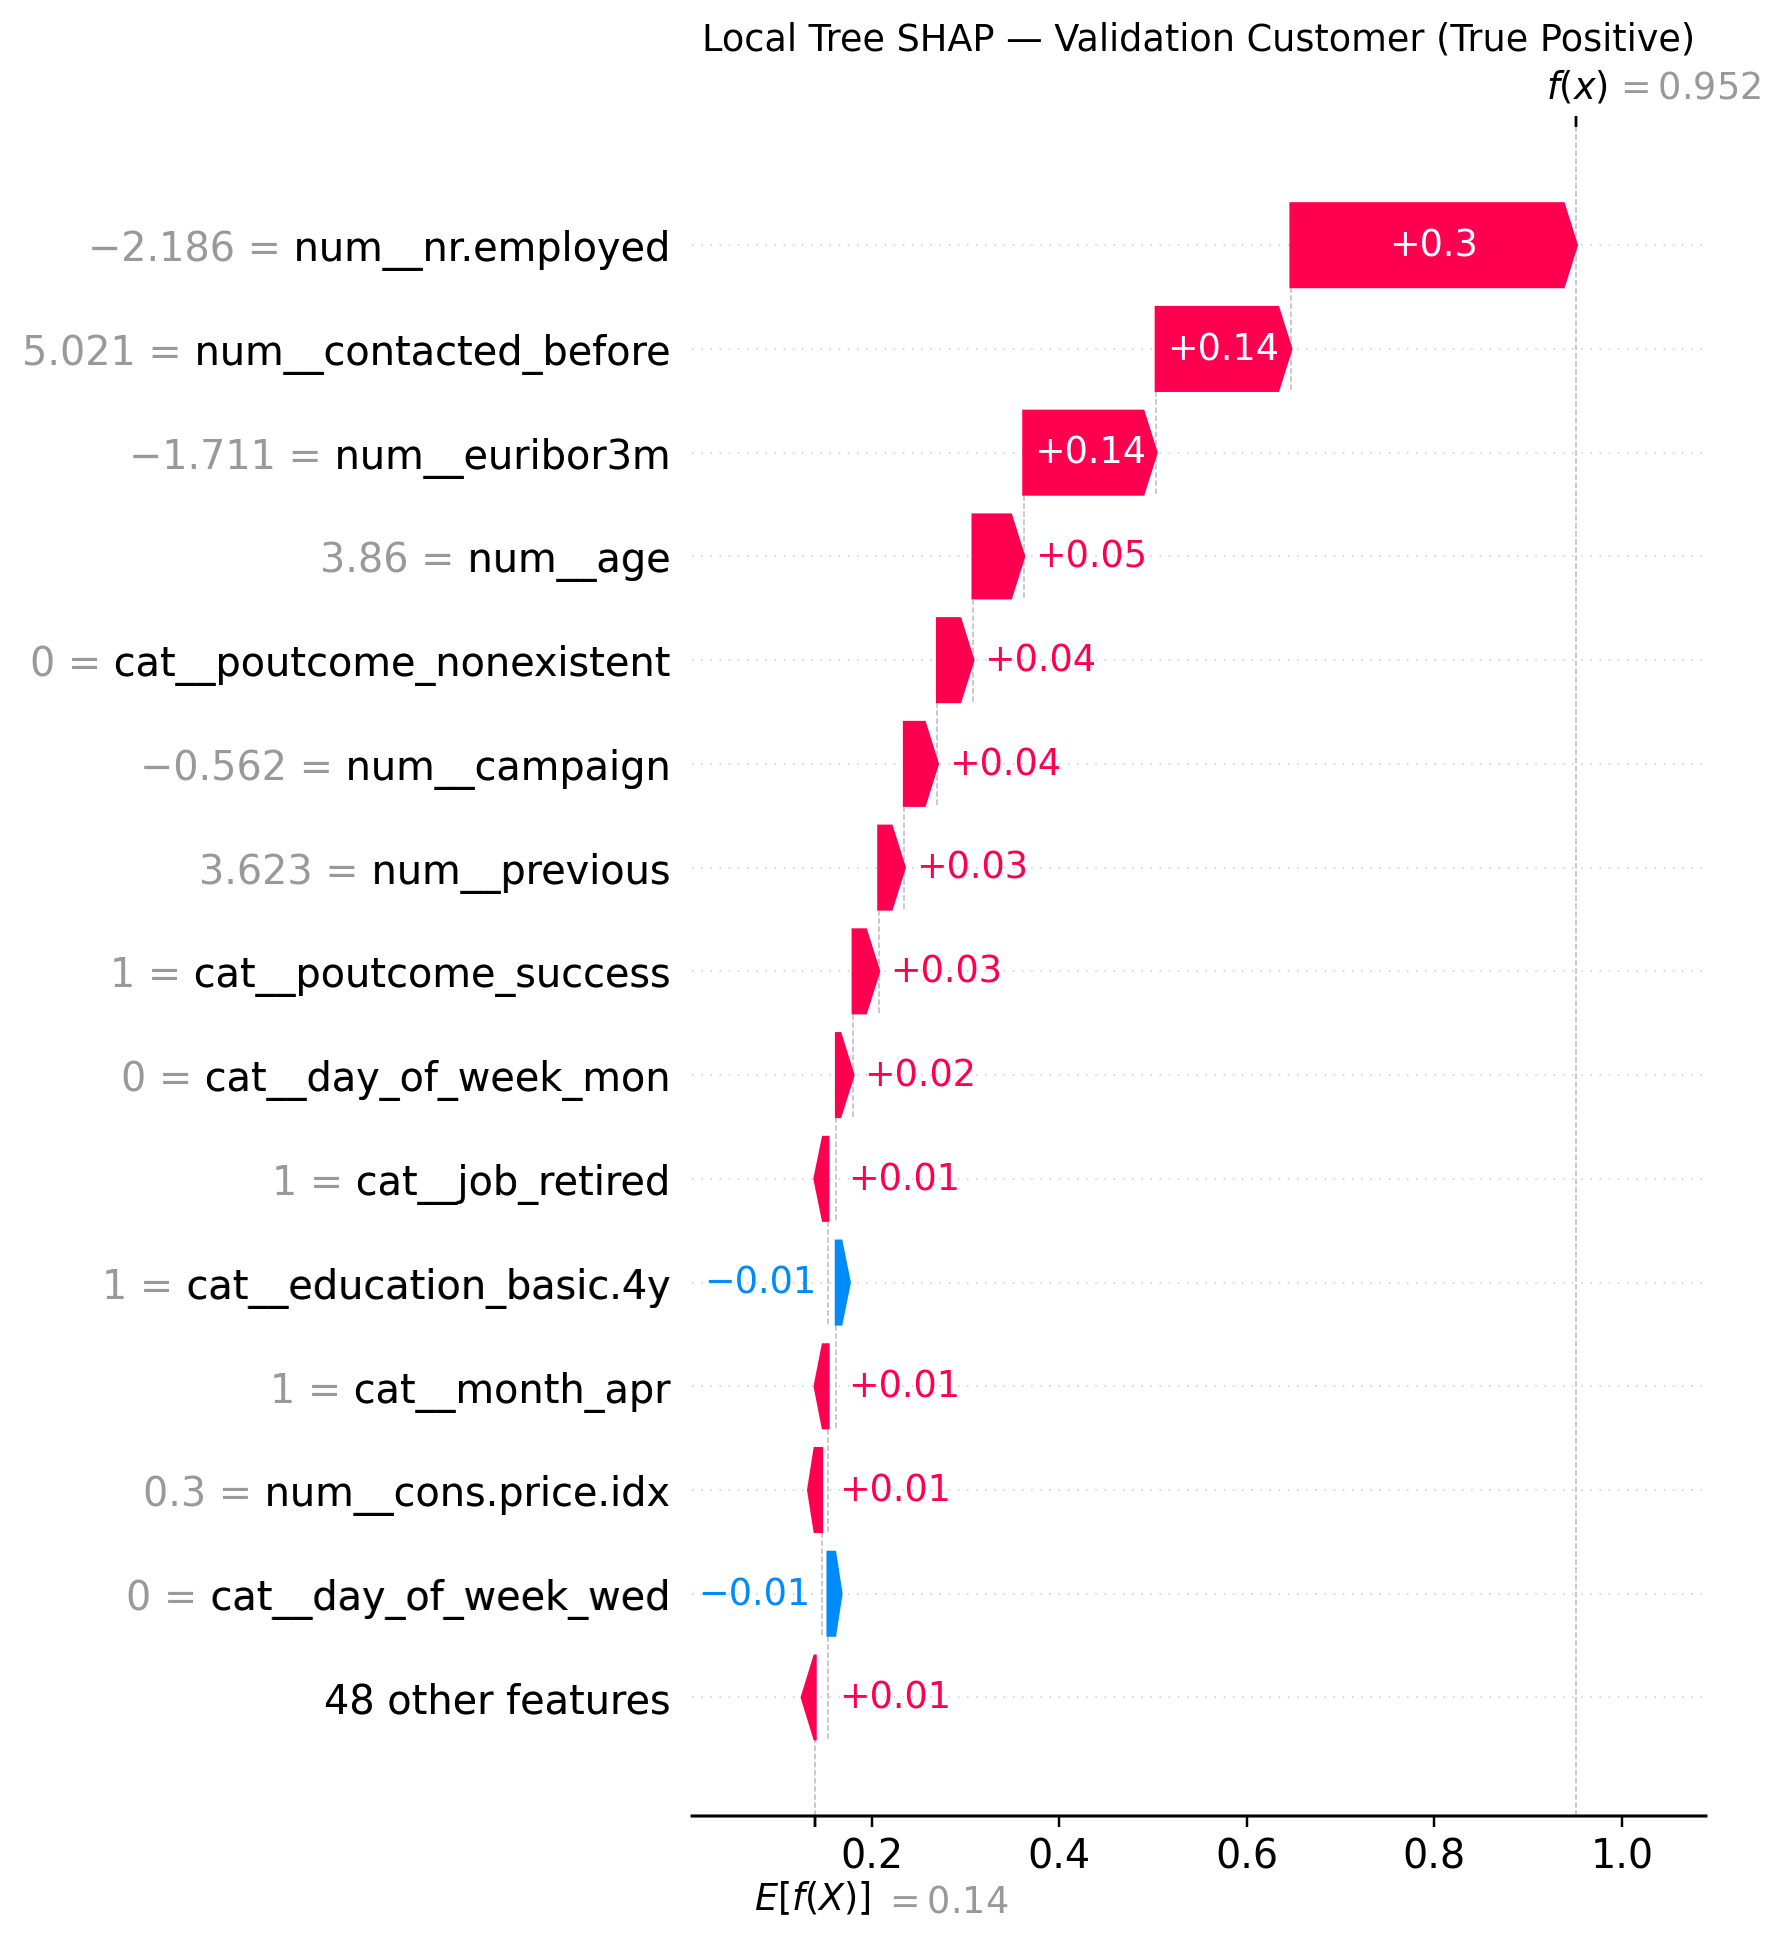 Local Tree SHAP — Validation Customer (True Positive)
f(x) = 0.952
−2.186 = num__nr.employed +0.3
5.021 = num__contacted_before +0.14
−1.711 = num__euribor3m +0.14
3.86 = num__age +0.05
0 = cat__poutcome_nonexistent +0.04
−0.562 = num__campaign +0.04
3.623 = num__previous +0.03
1 = cat__poutcome_success +0.03
0 = cat__day_of_week_mon +0.02
1 = cat__job_retired +0.01
1 = cat__education_basic.4y −0.01
1 = cat__month_apr +0.01
0.3 = num__cons.price.idx +0.01
0 = cat__day_of_week_wed −0.01
48 other features +0.01
0.2 0.4 0.6 0.8 1.0
E[f(X)] = 0.14